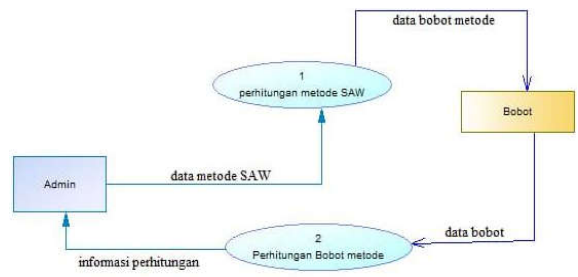 data bobot metode
1
perhitungan metode SAW
Bobot
Admin
data metode SAW
2
Perhitungan Bobot metode
data bobot
informasi perhitungan